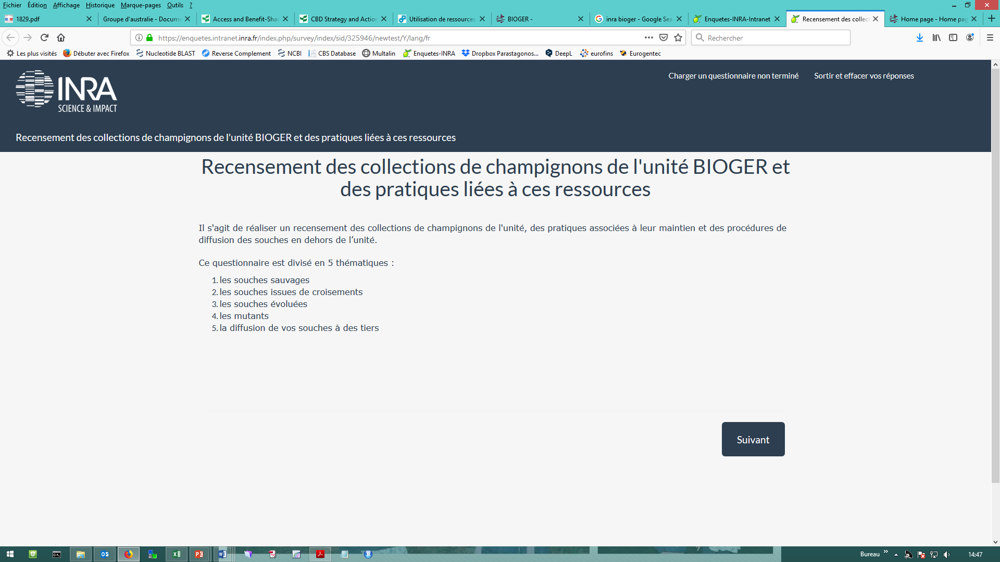 Fichier Édition Affichage Historique Marque-pages Outils ?
1829.pdf
Groupe d'australie - Docume
Access and Benefit-Shar
CBD Strategy and Action
Utilisation de ressources
BIOGER -
inra bioger - Google Sea
Enquetes-INRA-Intranet
Recensement des collect
Home page - Home pag
https://enquetes.intranet.inra.fr/index.php/survey/index/sid/325946/newtest/Y/lang/fr
Rechercher
Les plus visités Débuter avec Firefox Nucleotide BLAST Reverse Complement NCBI CBS Database Multalin Enquetes-INRA Dropbox Parastagonos... DeepL eurofins Eurogentec
INRA
SCIENCE & IMPACT
Charger un questionnaire non terminé Sortir et effacer vos réponses
Recensement des collections de champignons de l'unité BIOGER et des pratiques liées à ces ressources
Recensement des collections de champignons de l'unité BIOGER et
des pratiques liées à ces ressources
Il s'agit de réaliser un recensement des collections de champignons de l'unité, des pratiques associées à leur maintien et des procédures de
diffusion des souches en dehors de l’unité.
Ce questionnaire est divisé en 5 thématiques :
1. les souches sauvages
2. les souches issues de croisements
3. les souches évoluées
4. les mutants
5. la diffusion de vos souches à des tiers
Suivant
Bureau
14:47